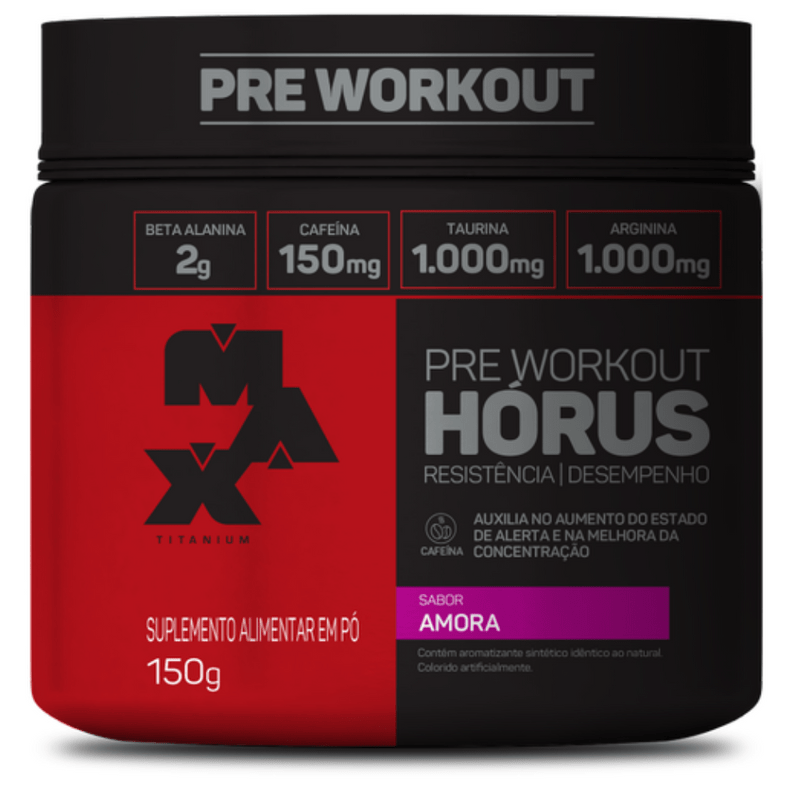 PRE WORKOUT
BETA ALANINA
2g
CAFEÍNA
150mg
TAURINA
1.000mg
ARGININA
1.000mg
MAX
TITANIUM
PRE WORKOUT
HÓRUS
RESISTÊNCIA | DESEMPENHO
CAFEÍNA
AUXILIA NO AUMENTO DO ESTADO
DE ALERTA E NA MELHORA DA
CONCENTRAÇÃO
SABOR
AMORA
Contém aromatizante sintético idêntico ao natural.
Colorido artificialmente.
SUPLEMENTO ALIMENTAR EM PÓ
150g